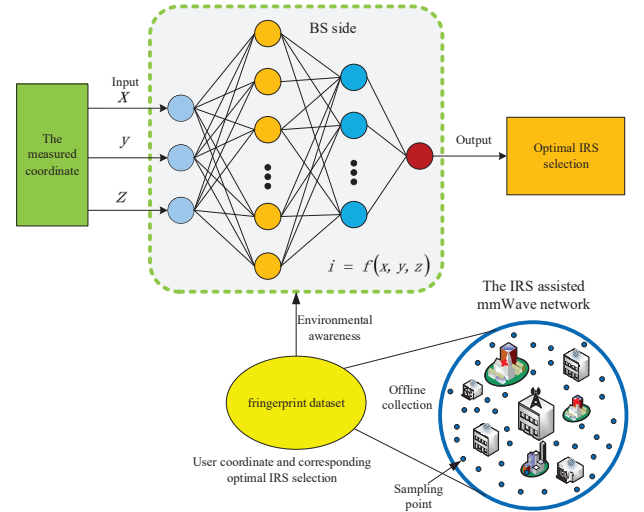 BS side
Input
X
y
Z
The
measured
coordinate
Output
Optimal IRS
selection
i = f(x, y, z)
Environmental
awareness
The IRS assisted
mmWave network
fringerprint dataset
Offline
collection
User coordinate and corresponding
optimal IRS selection
Sampling
point